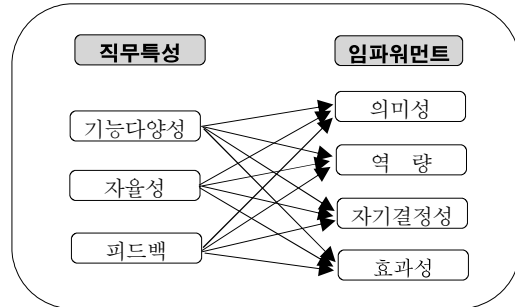 직무특성
임파워먼트
기능다양성
자율성
피드백
의미성
역 량
자기결정성
효과성